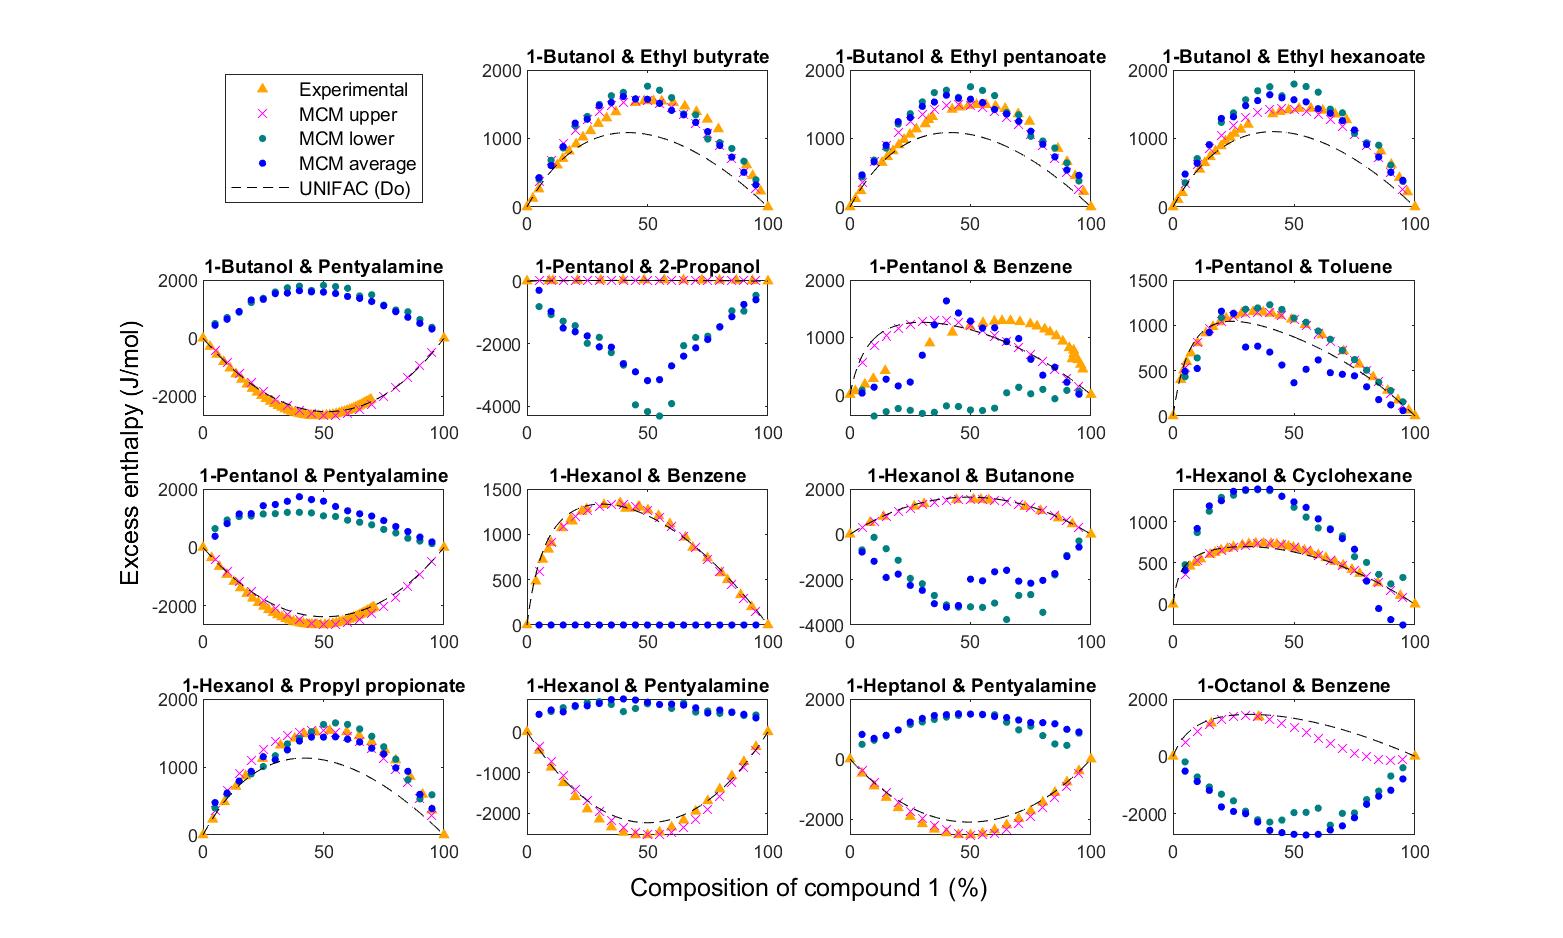 Experimental
MCM upper
MCM lower
MCM average
UNIFAC (Do)
1-Butanol & Ethyl butyrate
2000
1000
0
0 50 100
1-Butanol & Ethyl pentanoate
2000
1000
0
0 50 100
1-Butanol & Ethyl hexanoate
2000
1000
0
0 50 100
1-Butanol & Pentyalamine
2000
0
-2000
0 50 100
1-Pentanol & 2-Propanol
0
-2000
-4000
0 50 100
1-Pentanol & Benzene
2000
1000
0
0 50 100
1-Pentanol & Toluene
1500
1000
500
0
0 50 100
1-Pentanol & Pentyalamine
2000
0
-2000
0 50 100
1-Hexanol & Benzene
1500
1000
500
0
0 50 100
1-Hexanol & Butanone
2000
0
-2000
-4000
0 50 100
1-Hexanol & Cyclohexane
1000
500
0
0 50 100
1-Hexanol & Propyl propionate
2000
1000
0
0 50 100
1-Hexanol & Pentyalamine
0
-1000
-2000
0 50 100
1-Heptanol & Pentyalamine
2000
0
-2000
0 50 100
1-Octanol & Benzene
2000
0
-2000
0 50 100
Excess enthalpy (J/mol)
Composition of compound 1 (%)